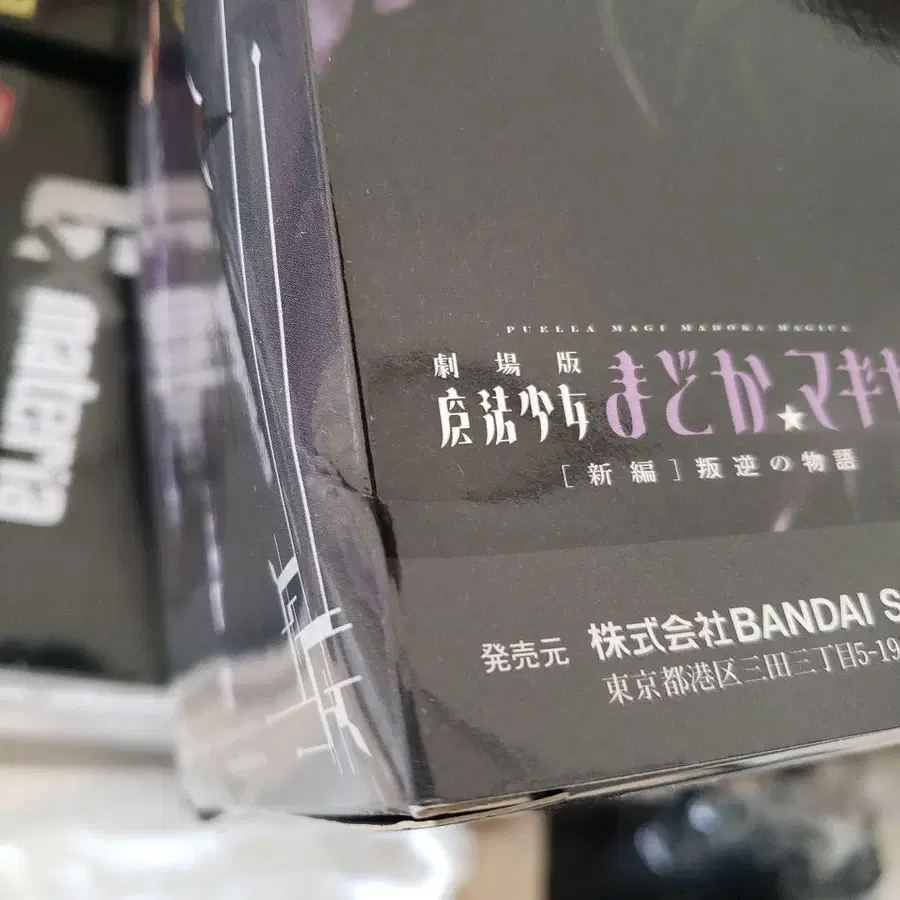 PUELLA MAGI MADOKA MAGICA
劇場版
魔法少女まどか★マギ
[新編]叛逆の物語
発売元 株式会社BANDAI S
東京都港区三田三丁目5-19
materia